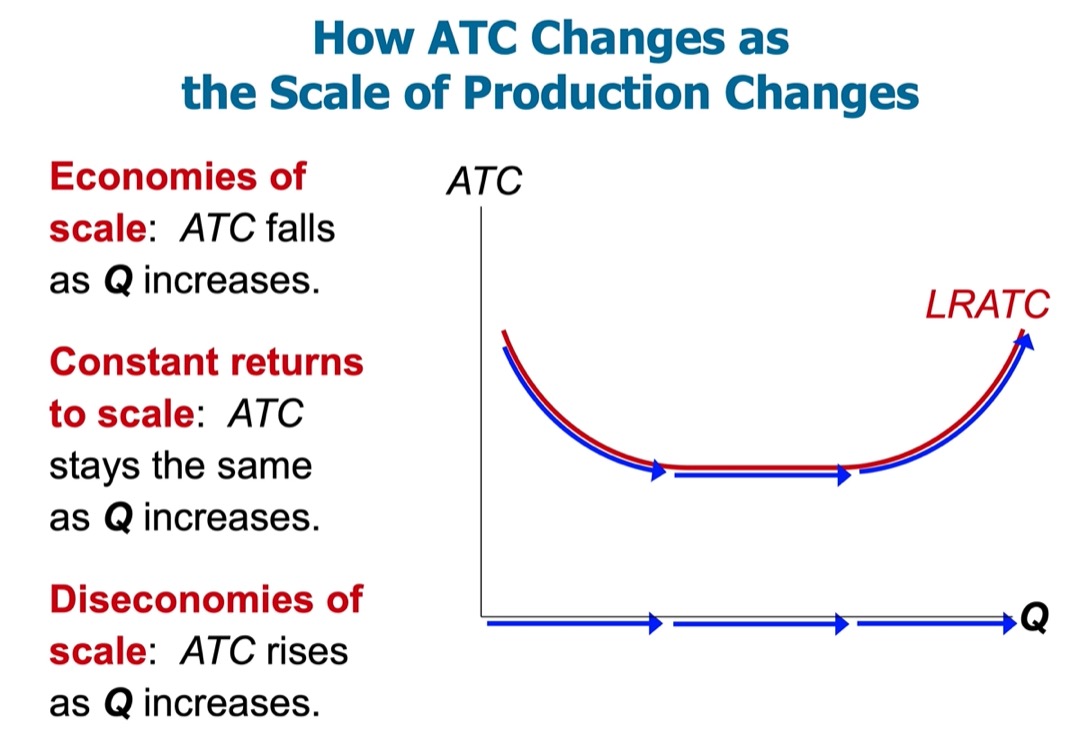 How ATC Changes as
the Scale of Production Changes
Economies of
scale: ATC falls
as Q increases.
Constant returns
to scale: ATC
stays the same
as Q increases.
Diseconomies of
scale: ATC rises
as Q increases.
ATC
LRATC
Q